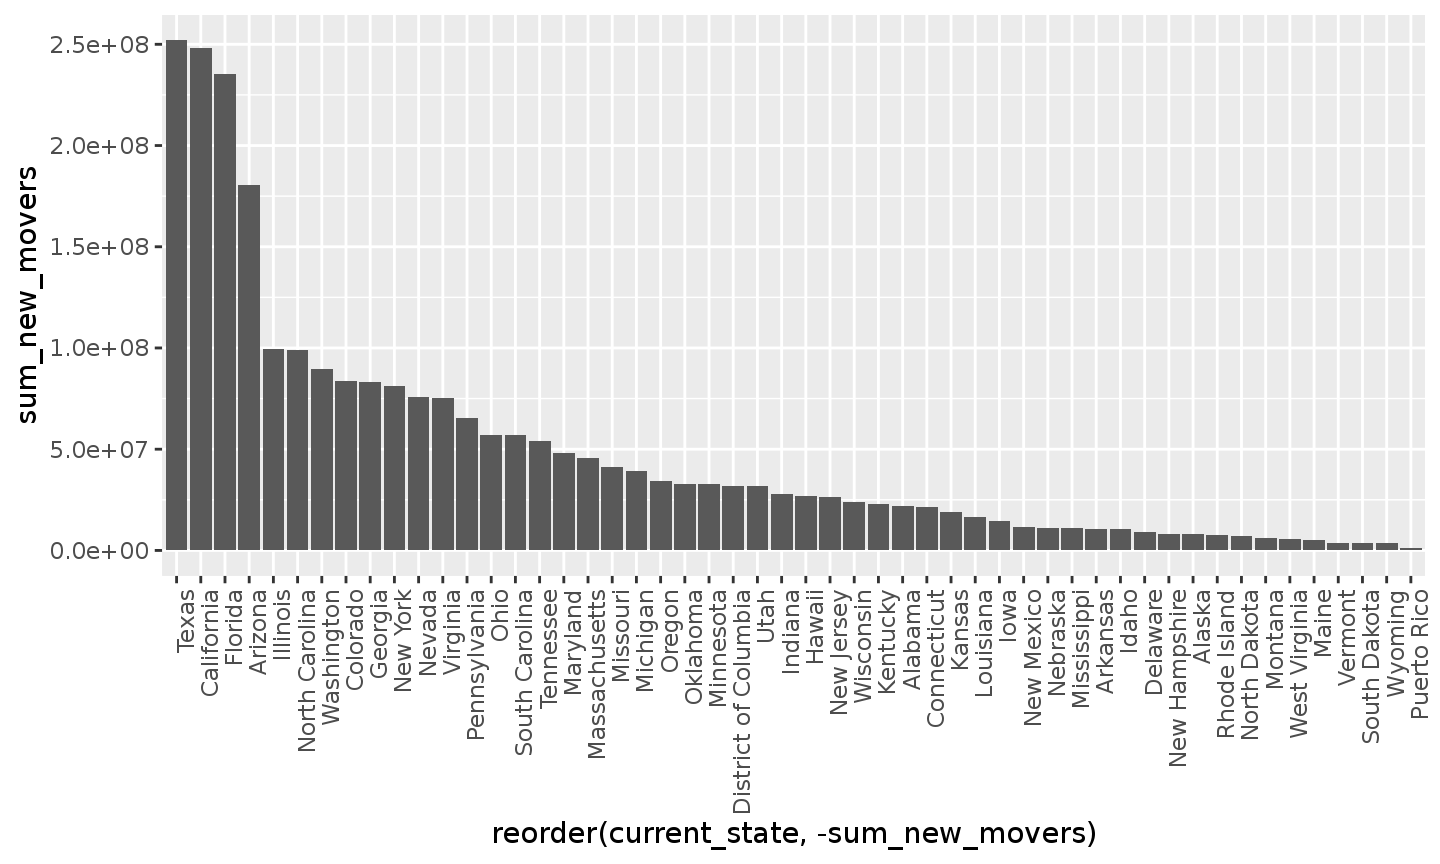 sum_new_movers
2.5e+08
2.0e+08
1.5e+08
1.0e+08
5.0e+07
0.0e+00
Texas
California
Florida
Arizona
Illinois
North Carolina
Washington
Colorado
Georgia
New York
Nevada
Virginia
Pennsylvania
Ohio
South Carolina
Tennessee
Maryland
Massachusetts
Missouri
Michigan
Oregon
Oklahoma
Minnesota
District of Columbia
Utah
Indiana
Hawaii
New Jersey
Wisconsin
Kentucky
Alabama
Connecticut
Kansas
Louisiana
Iowa
New Mexico
Nebraska
Mississippi
Arkansas
Idaho
Delaware
New Hampshire
Alaska
Rhode Island
North Dakota
Montana
West Virginia
Maine
Vermont
South Dakota
Wyoming
Puerto Rico
reorder(current_state, -sum_new_movers)